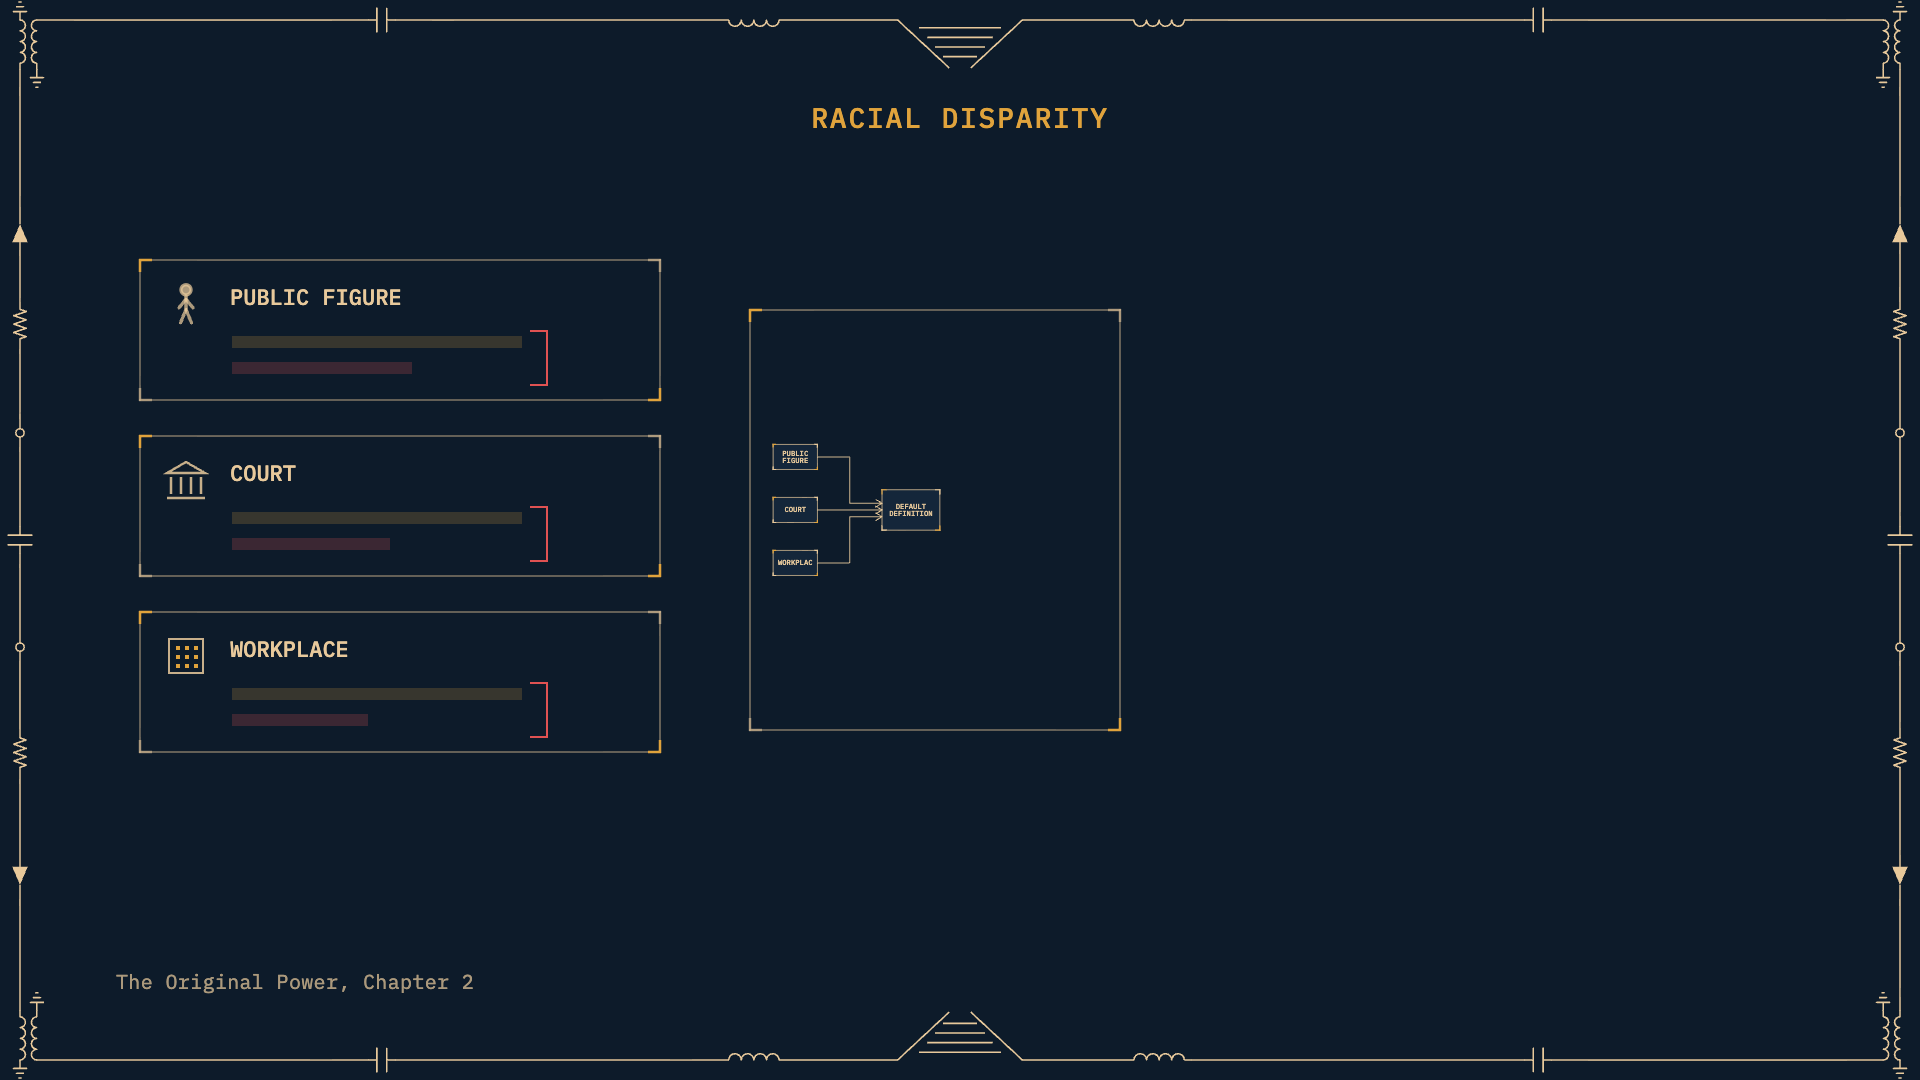 RACIAL DISPARITY
PUBLIC FIGURE
COURT
WORKPLACE
PUBLIC
FIGURE
COURT
WORKPLAC
DEFAULT
DEFINITION
The Original Power, Chapter 2